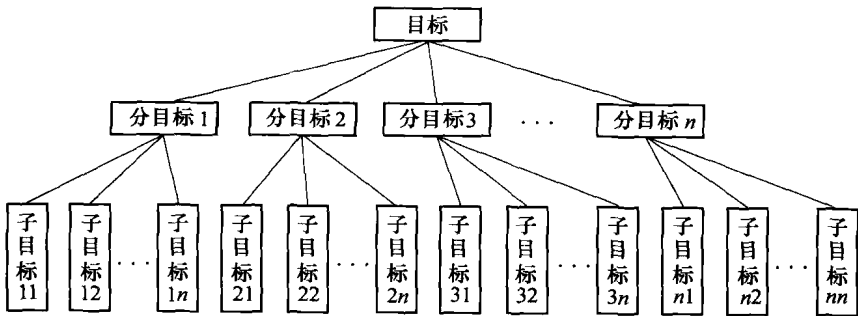 目标
分目标1 分目标2 分目标3 ... 分目标n
子目标11 子目标12 ... 子目标1n 子目标21 子目标22 ... 子目标2n 子目标31 子目标32 ... 子目标3n 子目标n1 子目标n2 ... 子目标nn